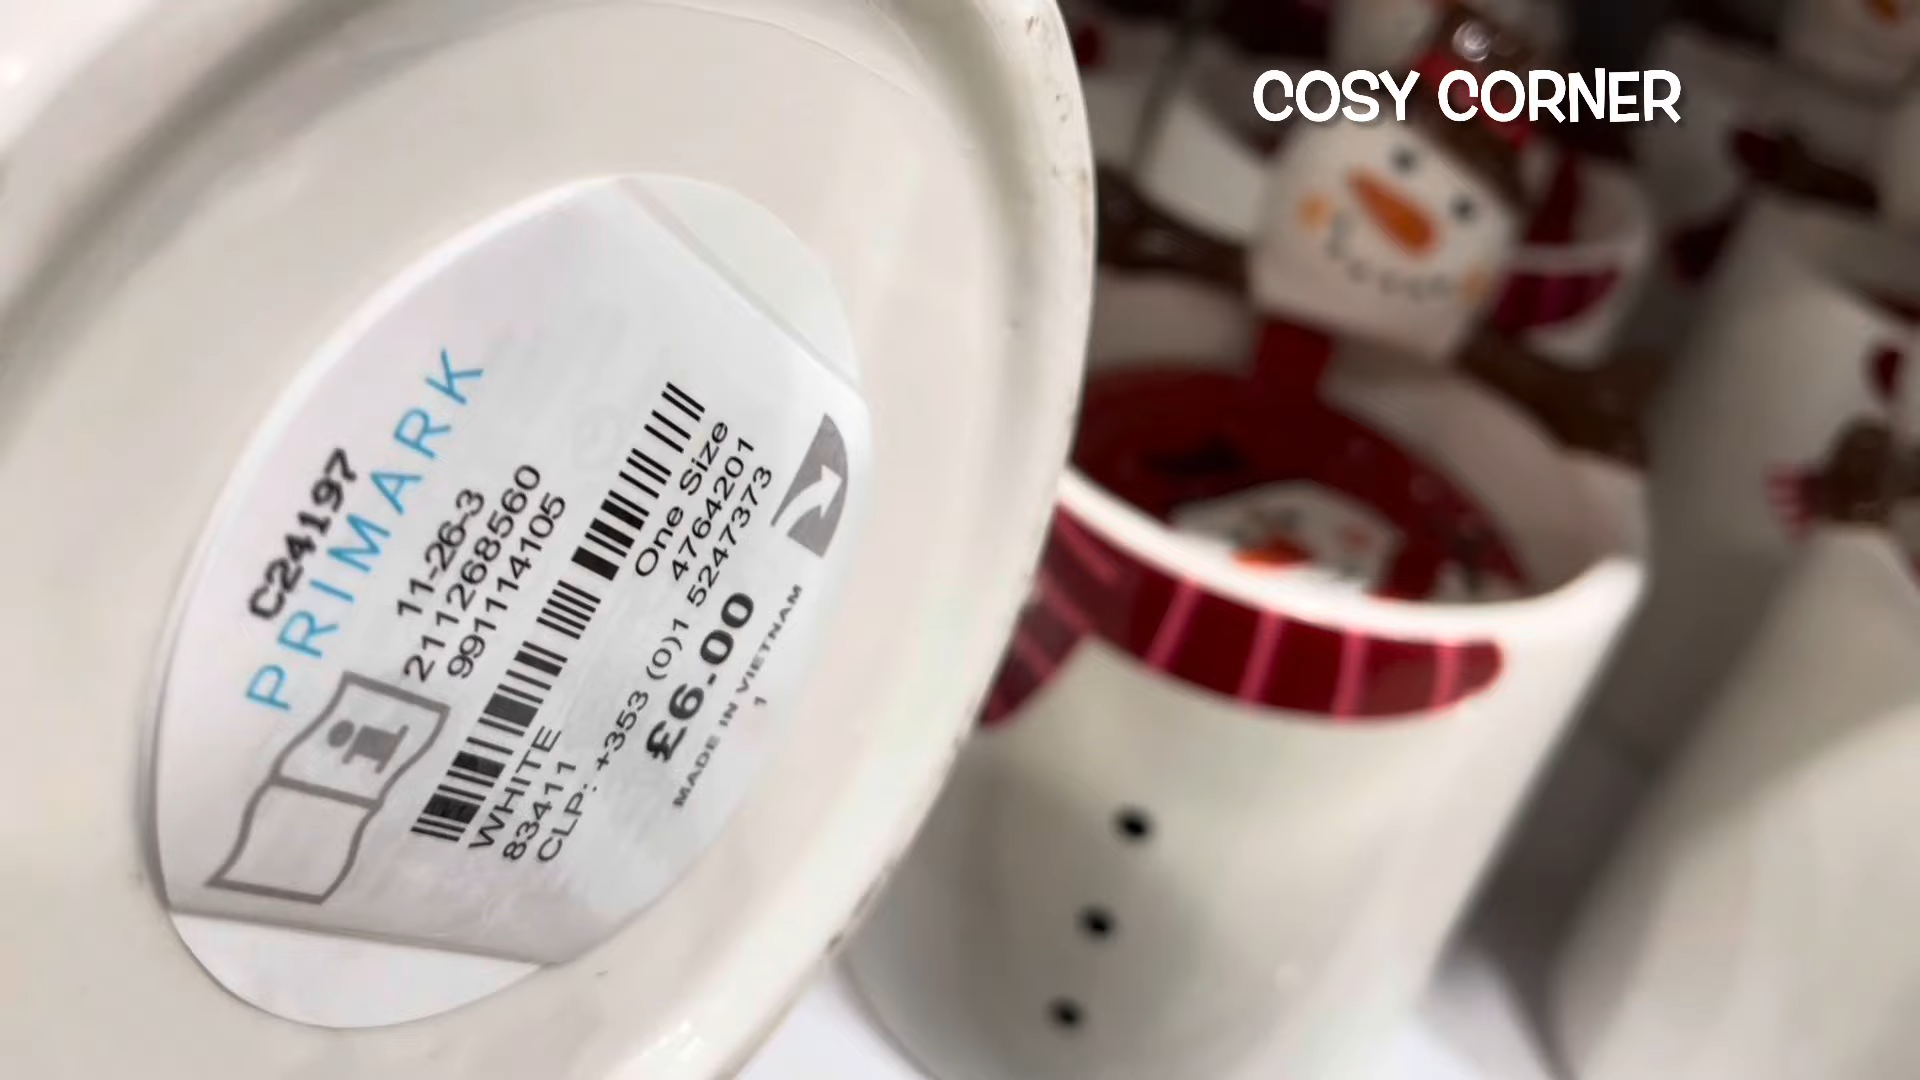 COSY CORNER
C24197
PRIMARK
11-26-3
2111268560
991114105
WHITE
One Size
83411
4764201
CLP: +353 (0)1 5247373
£6.00
MADE IN VIETNAM
1